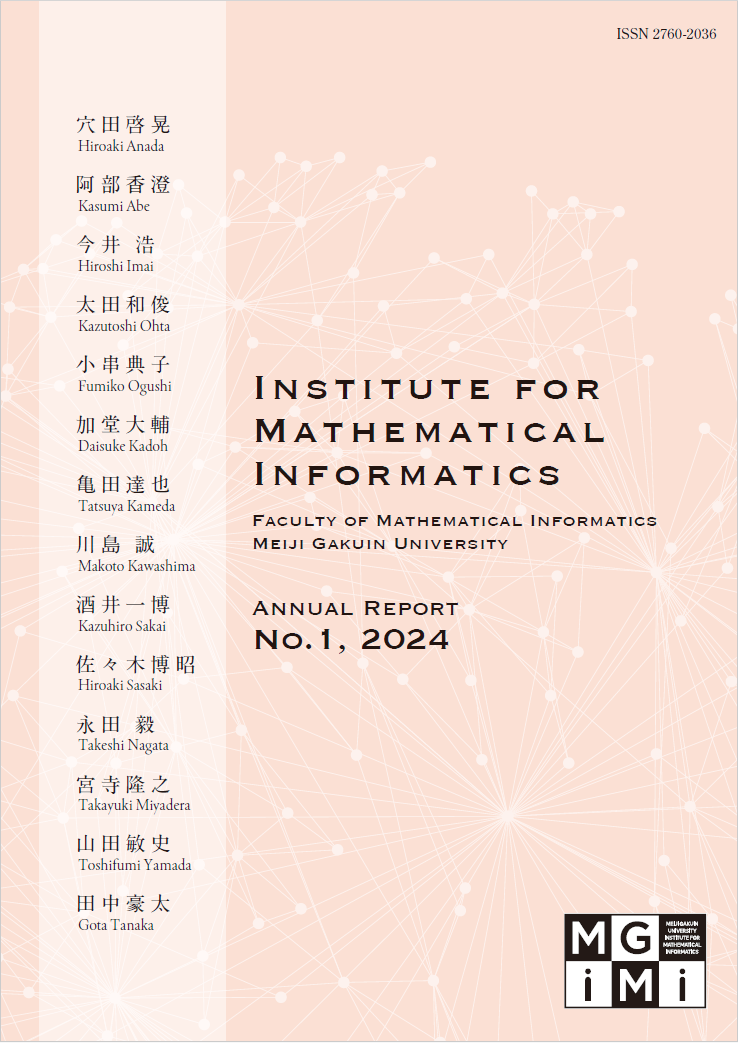 ISSN 2760-2036
穴田啓晃
Hiroaki Anada
阿部香澄
Kasumi Abe
今井 浩
Hiroshi Imai
太田和俊
Kazutoshi Ohta
小串典子
Fumiko Ogushi
加堂大輔
Daisuke Kadoh
亀田達也
Tatsuya Kameda
川島 誠
Makoto Kawashima
酒井一博
Kazuhiro Sakai
佐々木博昭
Hiroaki Sasaki
永田 毅
Takeshi Nagata
宮寺隆之
Takayuki Miyadera
山田敏史
Toshifumi Yamada
田中豪太
Gota Tanaka
INSTITUTE FOR
MATHEMATICAL
INFORMATICS
FACULTY OF MATHEMATICAL INFORMATICS
MEIJI GAKUIN UNIVERSITY
ANNUAL REPORT
No.1, 2024
MG
MEIJI GAKUIN
UNIVERSITY
INSTITUTE FOR
MATHEMATICAL
INFORMATICS
iMi